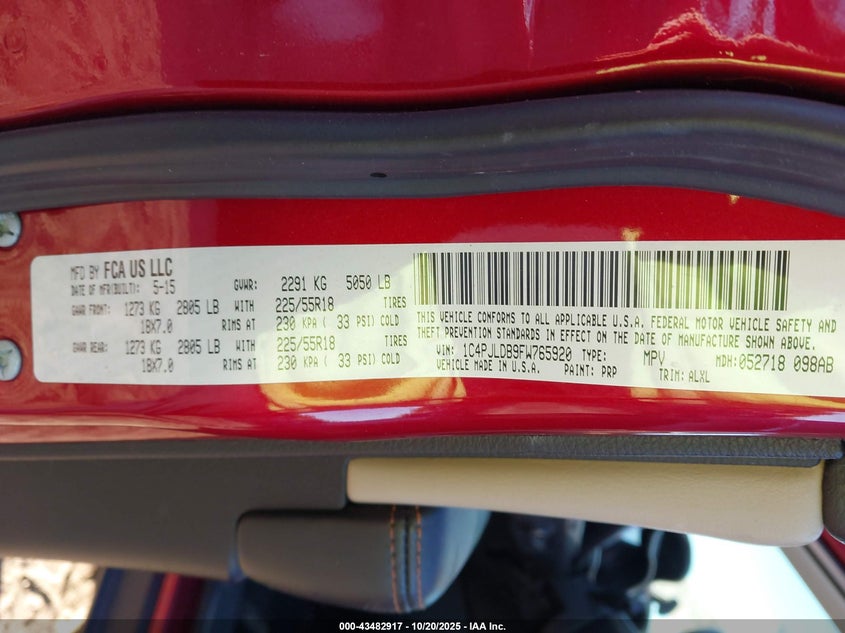 MFD BY FCA US LLC
DATE OF MFR(BUILT): 5-15 GVWR: 2291 KG 5050 LB
GAWR FRONT: 1273 KG 2805 LB WITH 225/55R18 TIRES
18X7.0 RIMS AT 230 KPA ( 33 PSI) COLD
GAWR REAR: 1273 KG 2805 LB WITH 225/55R18 TIRES
18X7.0 RIMS AT 230 KPA ( 33 PSI) COLD
THIS VEHICLE CONFORMS TO ALL APPLICABLE U.S.A. FEDERAL MOTOR VEHICLE SAFETY AND
THEFT PREVENTION STANDARDS IN EFFECT ON THE DATE OF MANUFACTURE SHOWN ABOVE.
VIN: 1C4PJLDB9FW765920 TYPE: MPV MDH: 052718 098AB
VEHICLE MADE IN U.S.A. PAINT: PRP TRIM: ALXL
000-43482917 - 10/20/2025 - IAA Inc.